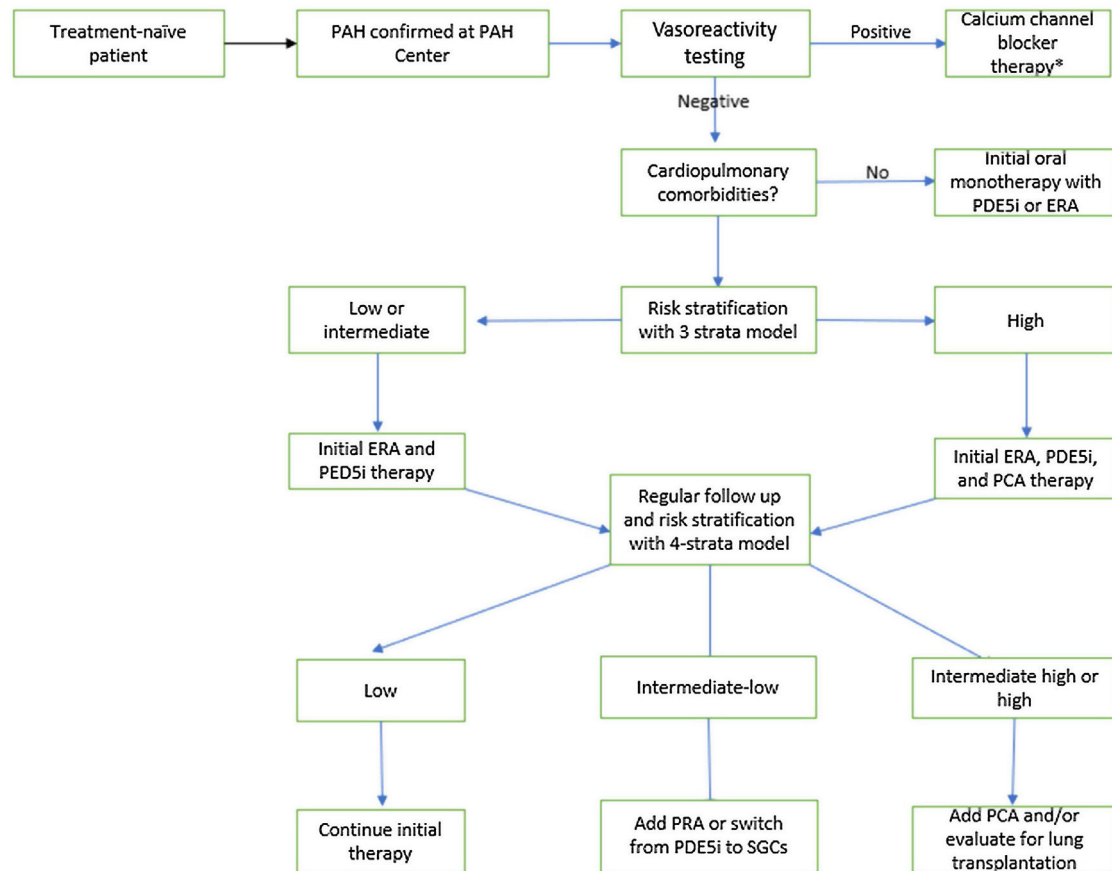 Treatment-naïve
patient
PAH confirmed at PAH
Center
Vasoreactivity
testing
Positive
Calcium channel
blocker
therapy*
Negative
Cardiopulmonary
comorbidities?
No
Initial oral
monotherapy with
PDE5i or ERA
Low or
intermediate
Risk stratification
with 3 strata model
High
Initial ERA and
PED5i therapy
Initial ERA, PDE5i,
and PCA therapy
Regular follow up
and risk stratification
with 4-strata model
Low
Intermediate-low
Intermediate high or
high
Continue initial
therapy
Add PRA or switch
from PDE5i to SGCs
Add PCA and/or
evaluate for lung
transplantation